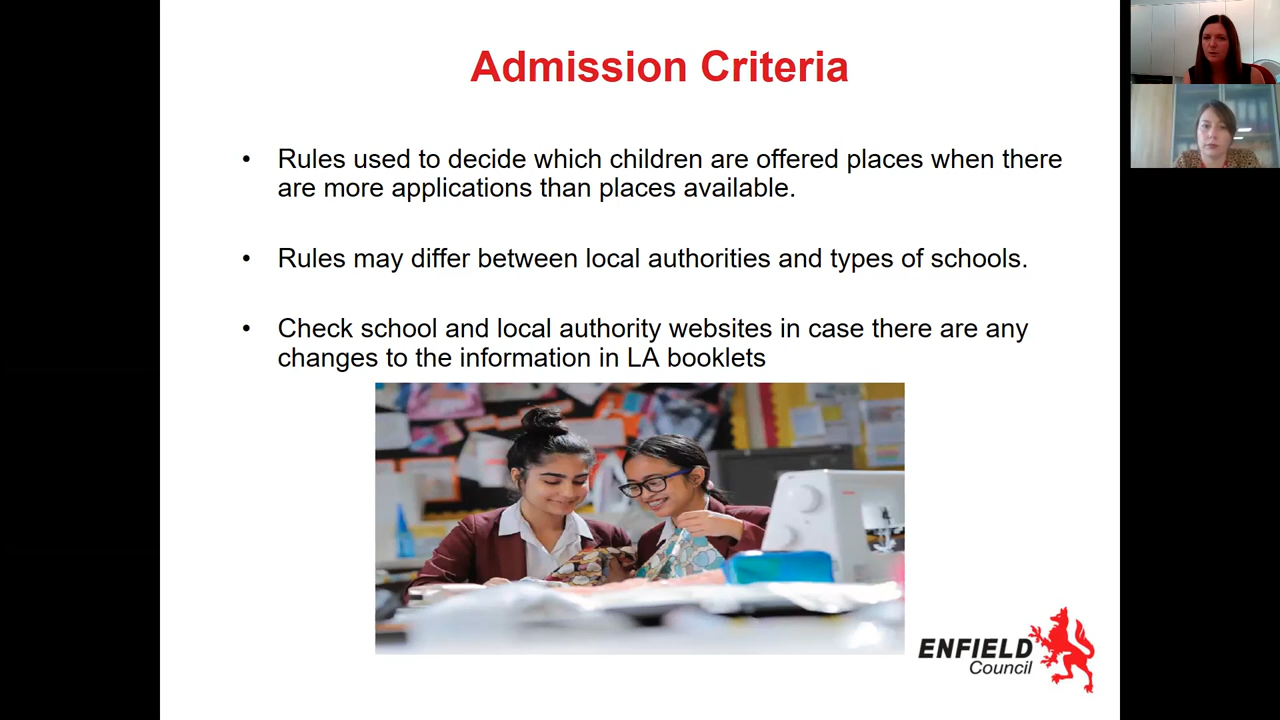 Admission Criteria
• Rules used to decide which children are offered places when there
are more applications than places available.
• Rules may differ between local authorities and types of schools.
• Check school and local authority websites in case there are any
changes to the information in LA booklets
ENFIELD
Council